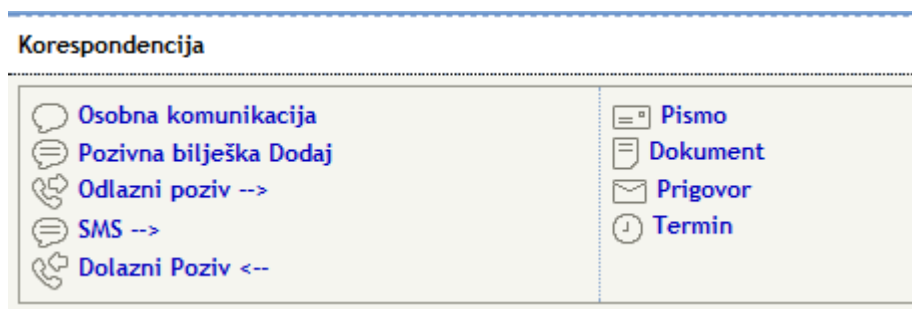 Korespondencija
Osobna komunikacija
Pozivna bilješka Dodaj
Odlazni poziv -->
SMS -->
Dolazni Poziv <--
Pismo
Dokument
Prigovor
Termin